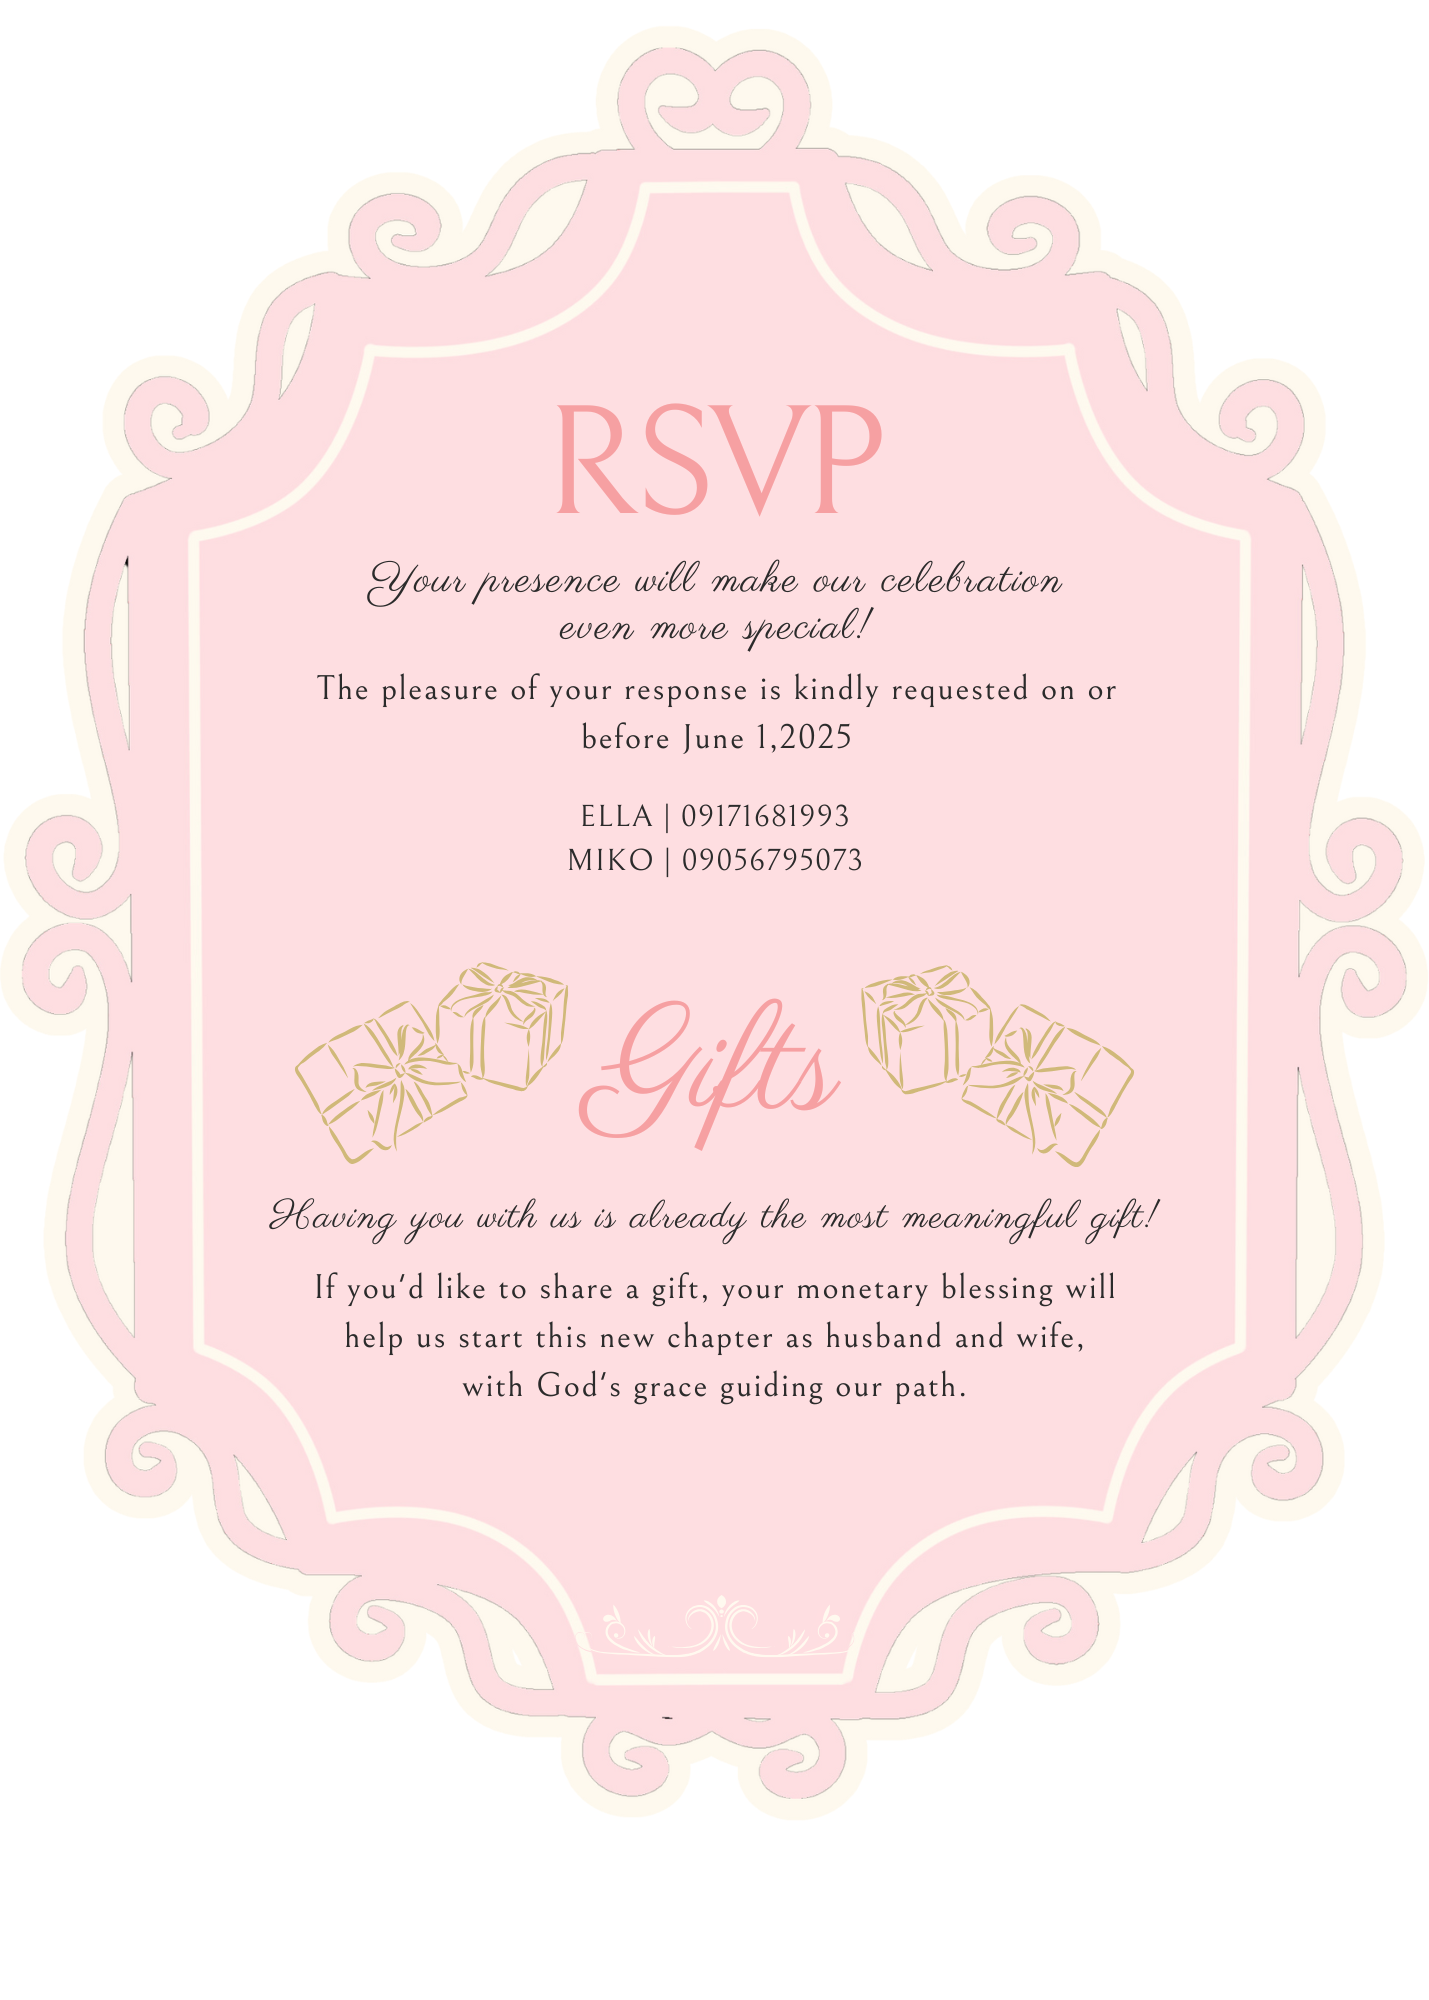 RSVP
Your presence will make our celebration
even more special!
The pleasure of your response is kindly requested on or
before June 1,2025
ELLA | 09171681993
MIKO | 09056795073
Gifts
Having you with us is already the most meaningful gift!
If you'd like to share a gift, your monetary blessing will
help us start this new chapter as husband and wife,
with God's grace guiding our path.